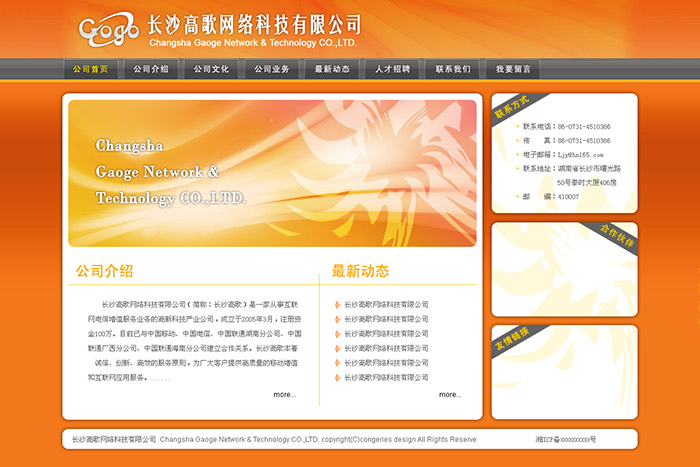 Gogo 长沙高歌网络科技有限公司
Changsha Gaoge Network & Technology CO.,LTD.
公司首页 公司介绍 公司文化 公司业务 最新动态 人才招聘 联系我们 我要留言
Changsha
Gaoge Network &
Technology CO.,LTD.
公司介绍
长沙高歌网络科技有限公司（简称：长沙高歌）是一家从事互联
网电信增值服务业务的高新科技产业公司，成立于2005年3月，注册资
金100万。目前已与中国移动、中国电信、中国联通湖南分公司、中国
联通广西分公司、中国联通海南分公司建立合作关系。长沙高歌本着
诚信、创新、高效的服务原则，为广大客户提供高质量的移动增值
和互联网应用服务。......
more...
最新动态
长沙高歌网络科技有限公司
长沙高歌网络科技有限公司
长沙高歌网络科技有限公司
长沙高歌网络科技有限公司
长沙高歌网络科技有限公司
长沙高歌网络科技有限公司
more...
联系方式
联系电话：86-0731-4510386
传 真：86-0731-4510386
电子邮箱：Ljy@hn165.com
联系地址：湖南省长沙市曙光路
50号泰时大厦406房
邮 编：410007
合作伙伴
友情链接
长沙高歌网络科技有限公司 Changsha Gaoge Network & Technology CO.,LTD. copyright(C)congeries design All Rights Reserve 湘ICP备xxxxxxxxxx号